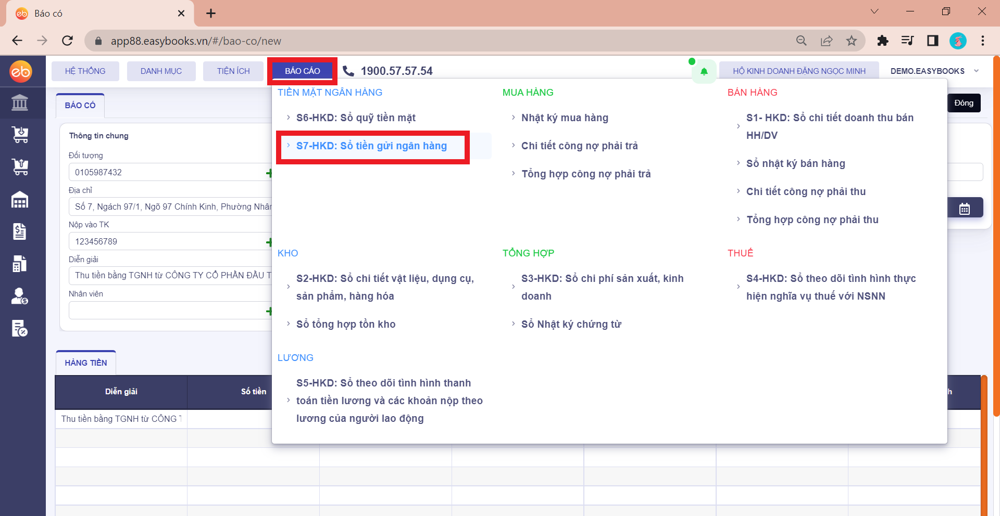 Báo có
app88.easybooks.vn/#/bao-co/new
eb
HỆ THỐNG
DANH MỤC
TIỆN ÍCH
BÁO CÁO
1900.57.57.54
HỘ KINH DOANH ĐẶNG NGỌC MINH
DEMO.EASYBOOKS
BÁO CÓ
Đóng
Thông tin chung
Đối tượng
0105987432
Địa chỉ
Số 7, Ngách 97/1, Ngõ 97 Chính Kinh, Phường Nhân
Nộp vào TK
123456789
Diễn giải
Thu tiền bằng TGNH từ CÔNG TY CỔ PHẦN ĐẦU T
Nhân viên
TIỀN MẶT NGÂN HÀNG
S6-HKD: Sổ quỹ tiền mặt
S7-HKD: Sổ tiền gửi ngân hàng
MUA HÀNG
Nhật ký mua hàng
Chi tiết công nợ phải trả
Tổng hợp công nợ phải trả
BÁN HÀNG
S1- HKD: Sổ chi tiết doanh thu bán
HH/DV
Sổ nhật ký bán hàng
Chi tiết công nợ phải thu
Tổng hợp công nợ phải thu
KHO
S2-HKD: Sổ chi tiết vật liệu, dụng cụ,
sản phẩm, hàng hóa
Sổ tổng hợp tồn kho
TỔNG HỢP
S3-HKD: Sổ chi phí sản xuất, kinh
doanh
Sổ Nhật ký chứng từ
THUẾ
S4-HKD: Sổ theo dõi tình hình thực
hiện nghĩa vụ thuế với NSNN
LƯƠNG
S5-HKD: Sổ theo dõi tình hình thanh
toán tiền lương và các khoản nộp theo
lương của người lao động
HÀNG TIỀN
Diễn giải
Số tiền
h
Thu tiền bằng TGNH từ CÔNG T